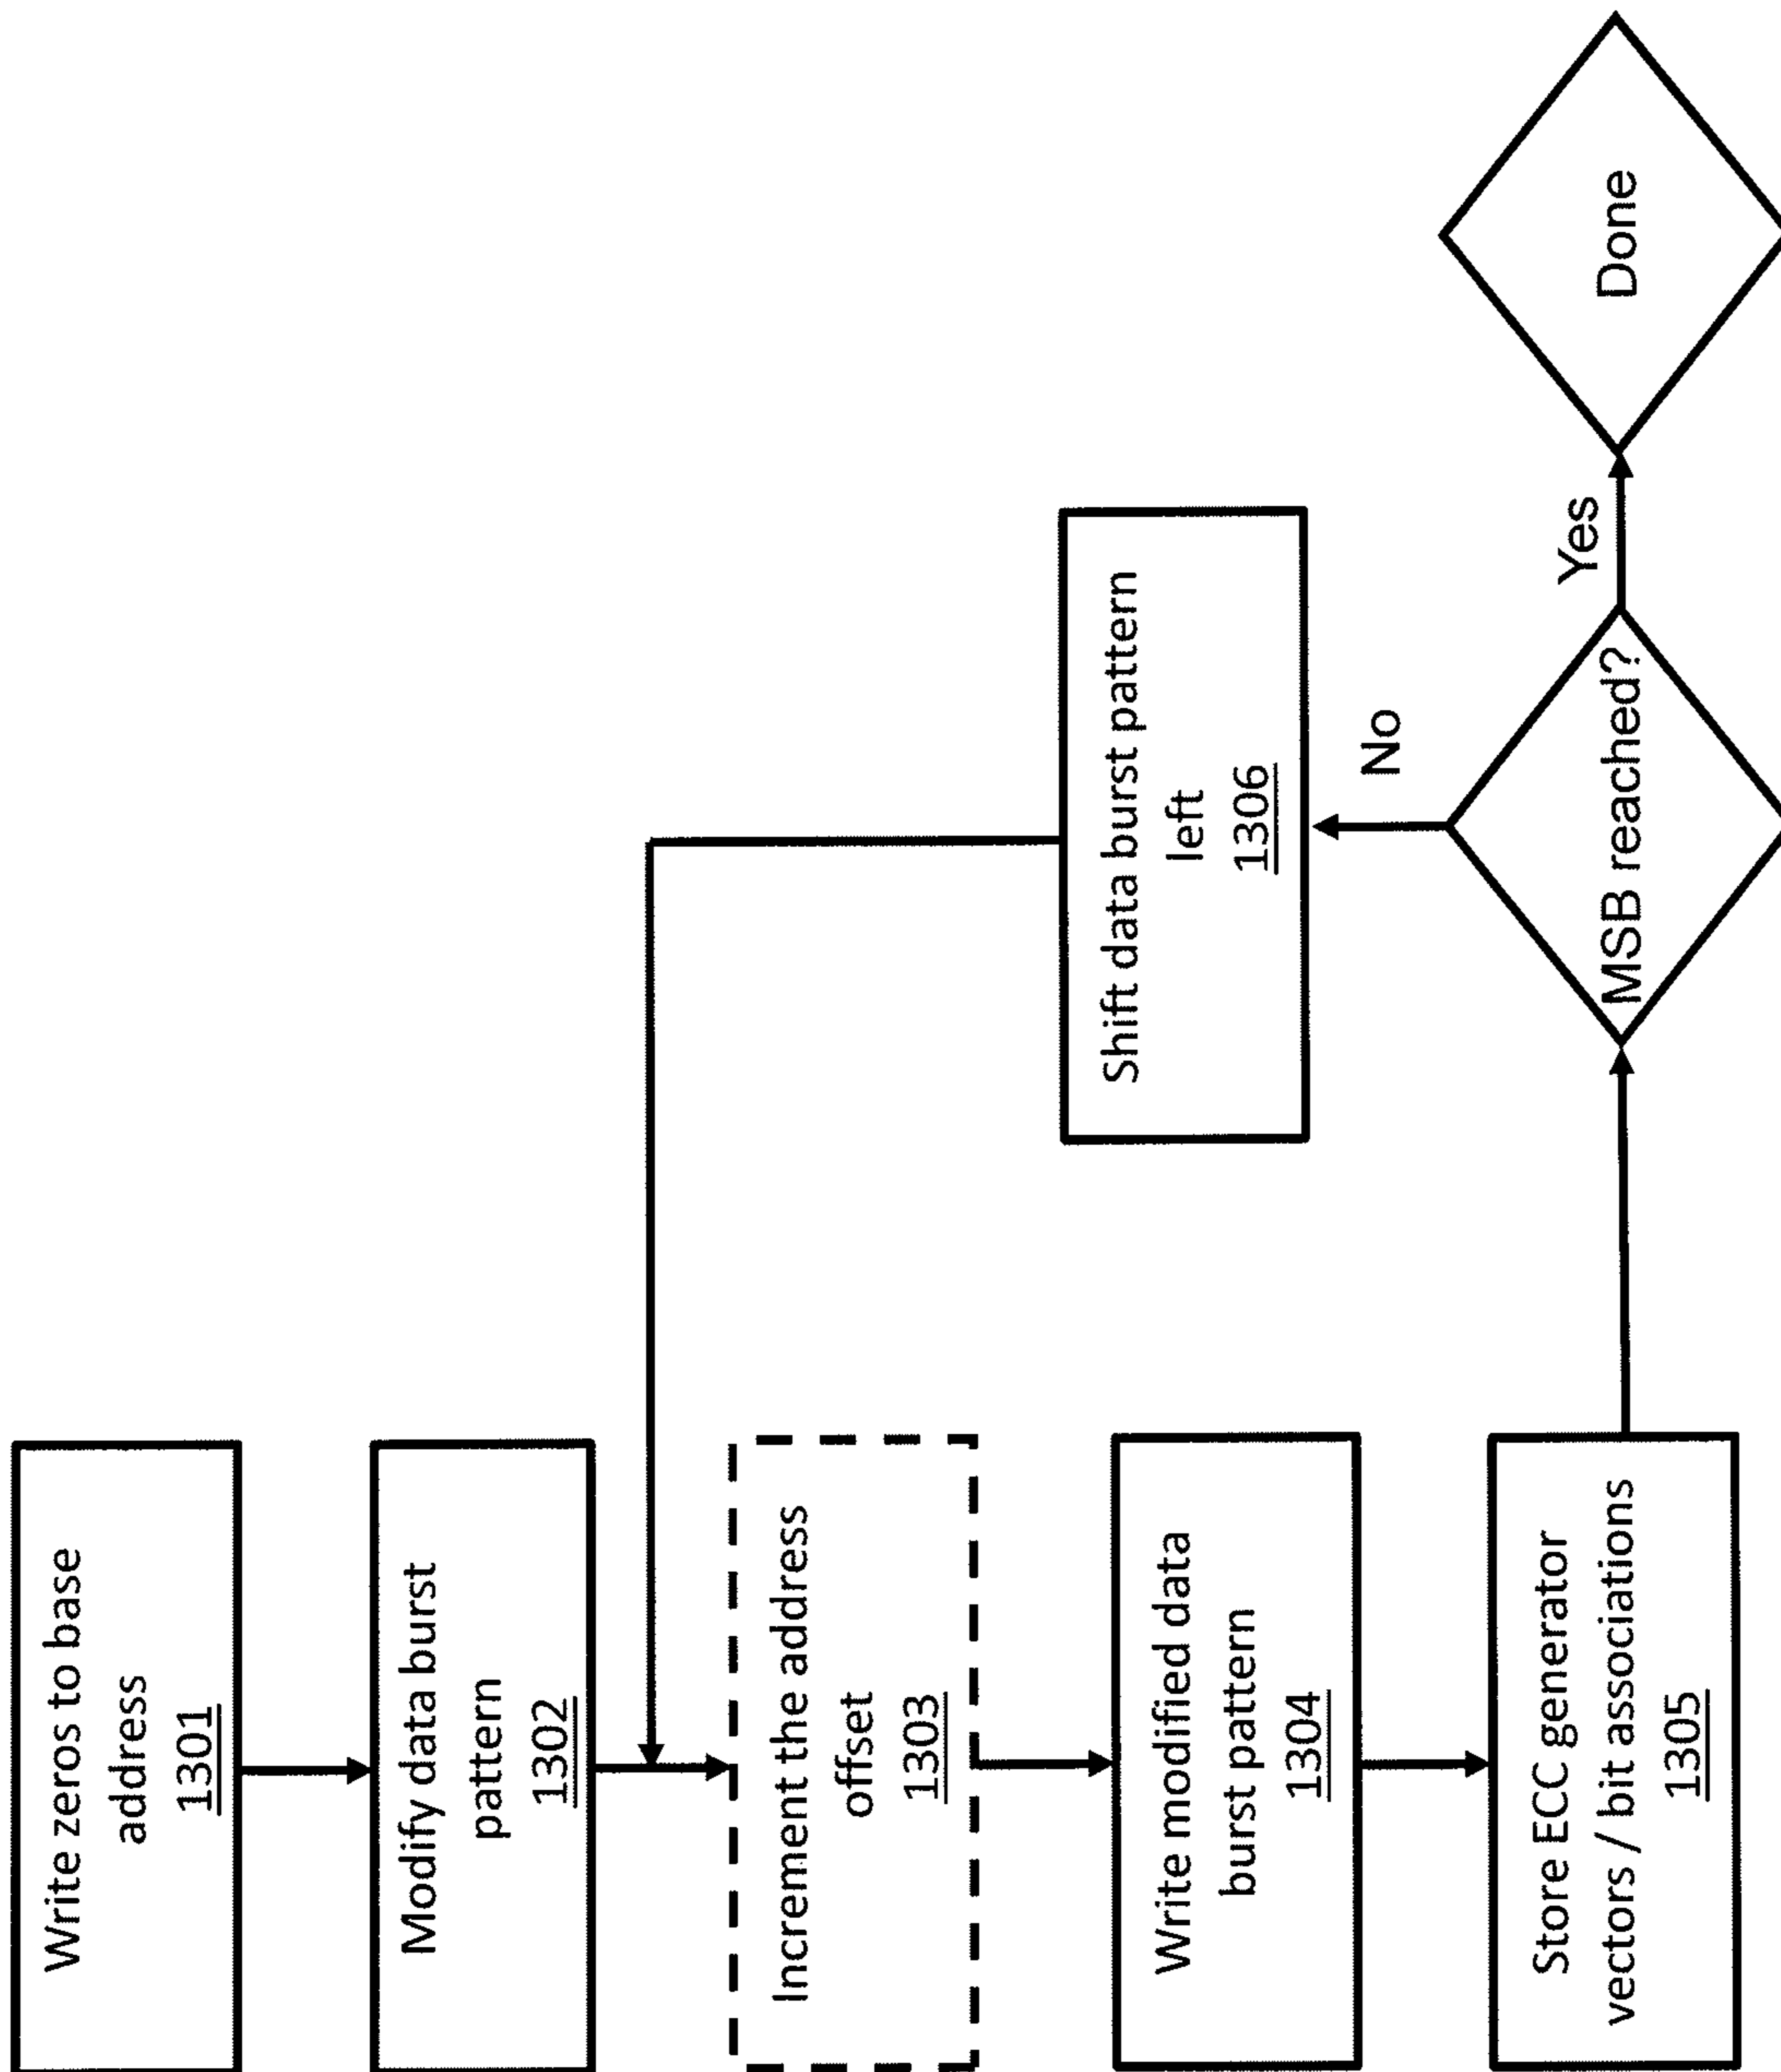 Write zeros to base
address
1301
Modify data burst
pattern
1302
Increment the address
offset
1303
Write modified data
burst pattern
1304
Store ECC generator
vectors / bit associations
1305
MSB reached?
No
Shift data burst pattern
left
1306
Yes
Done